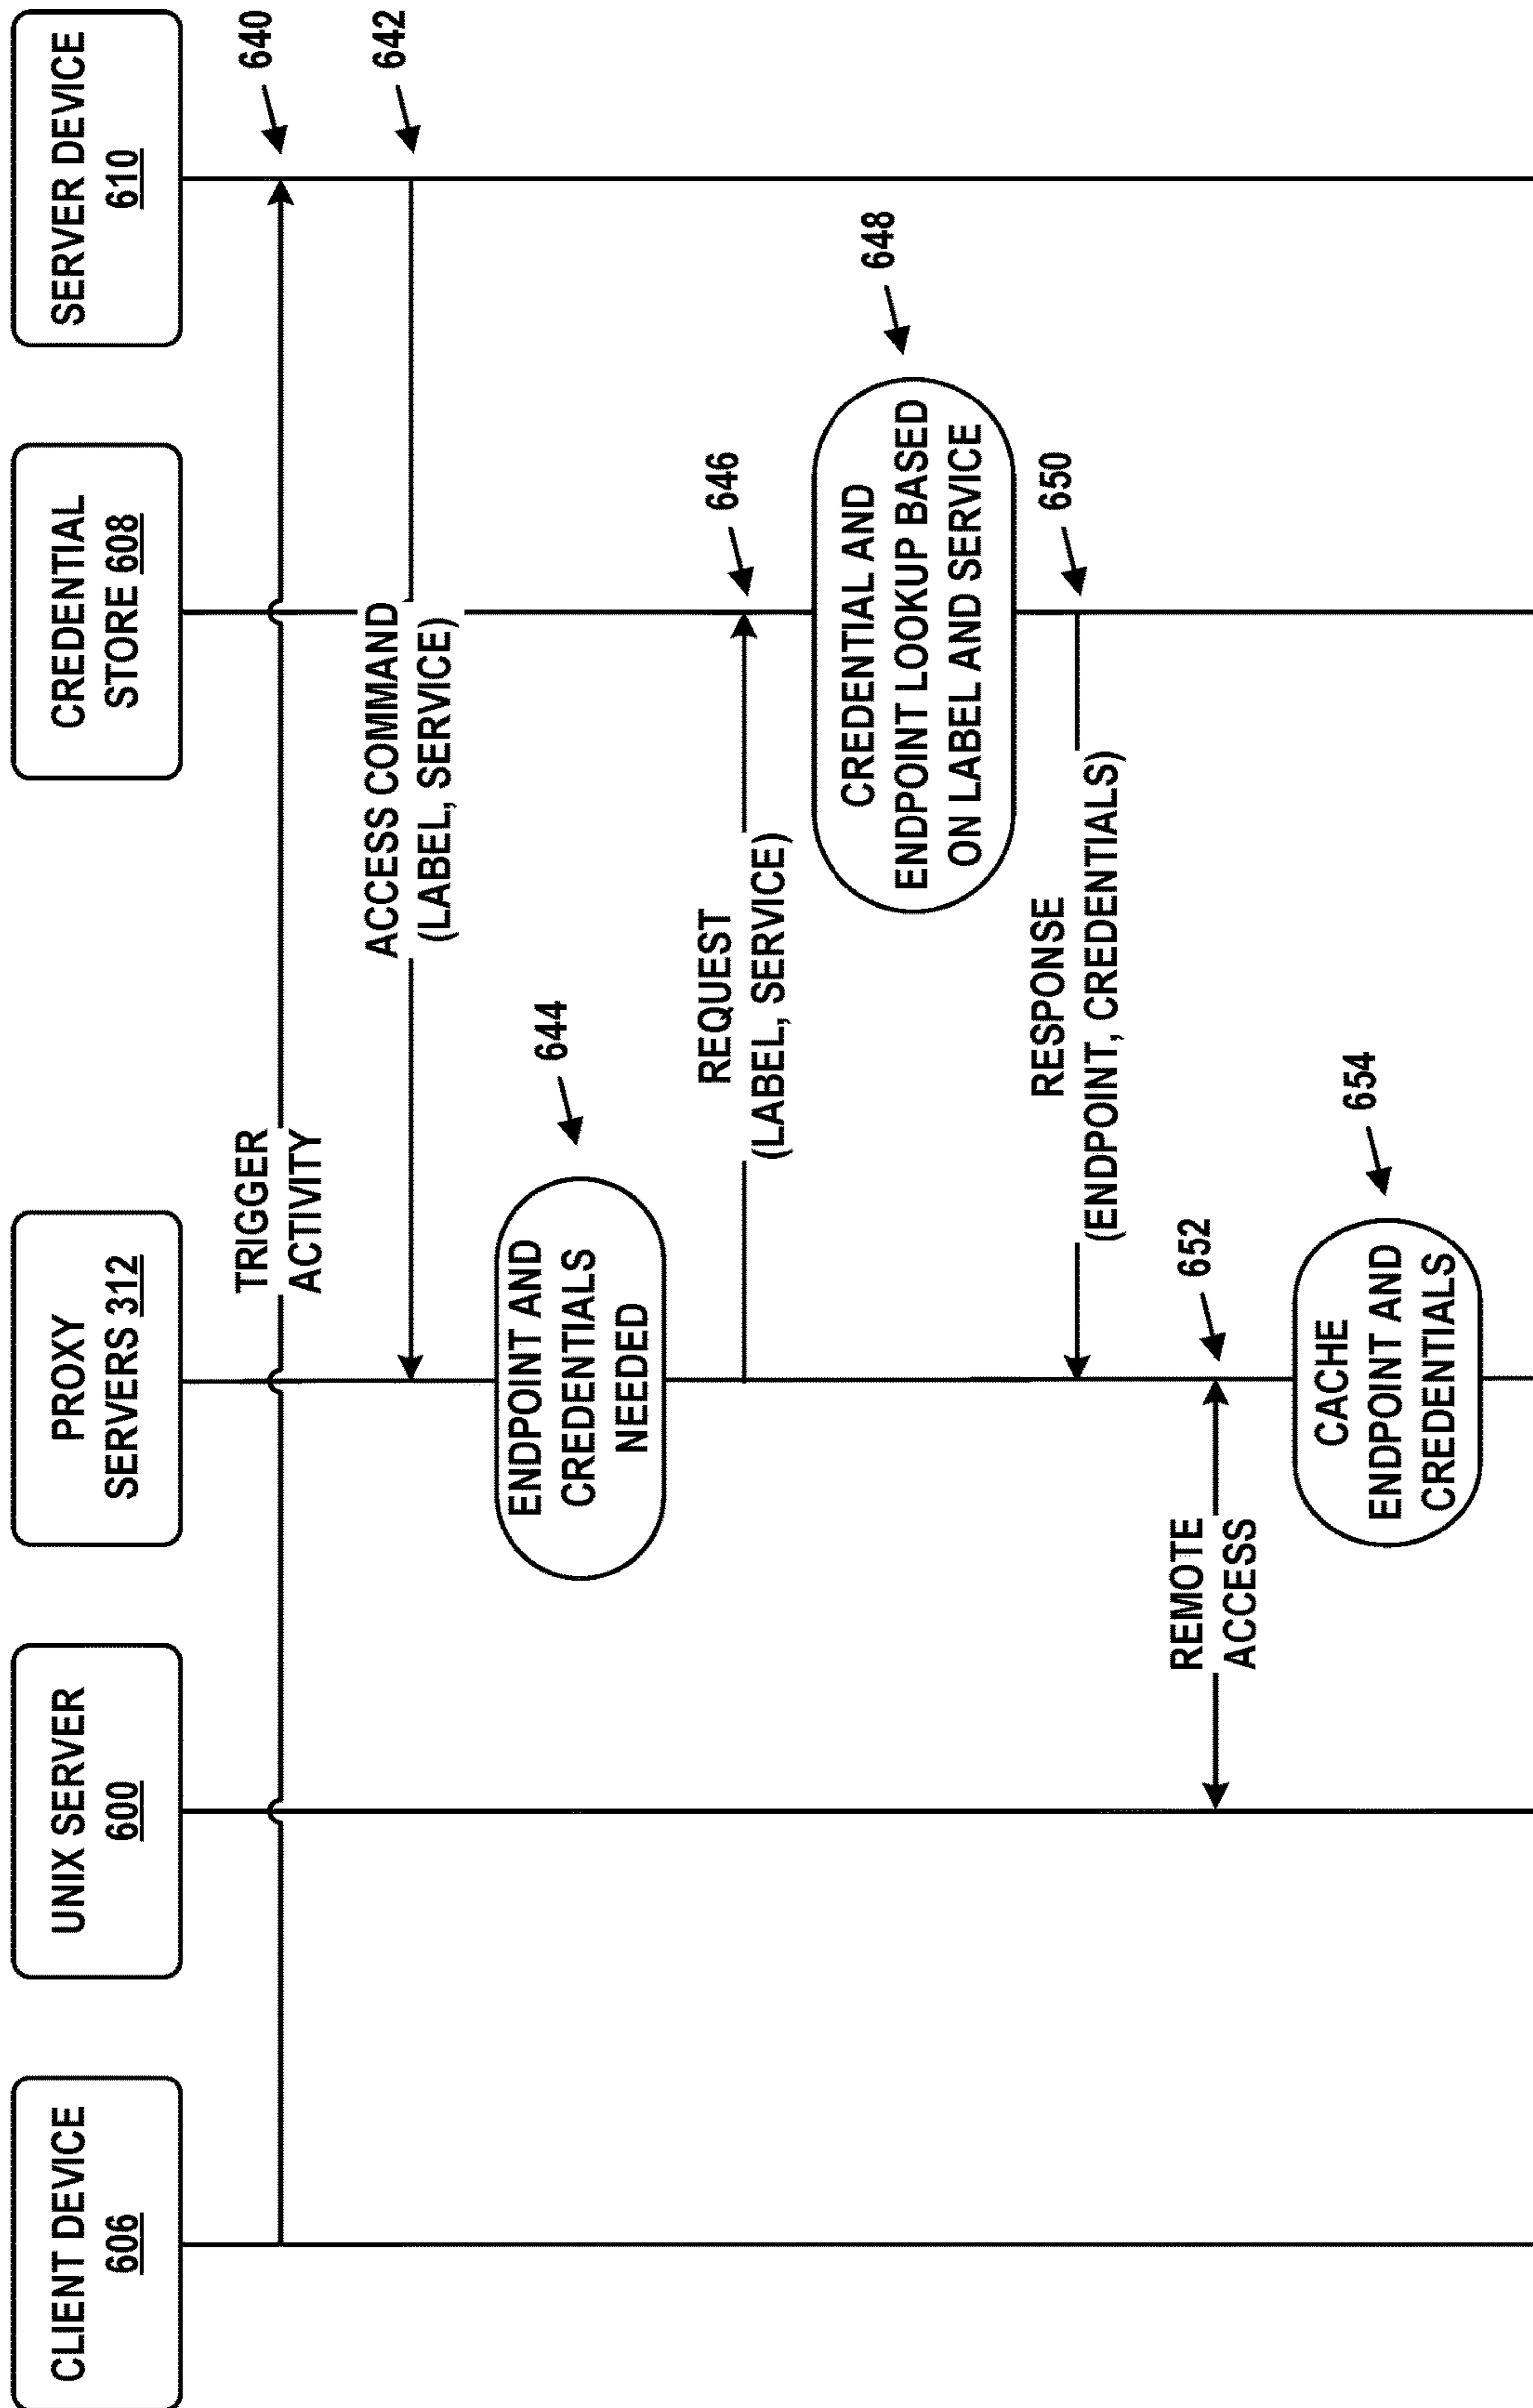 CLIENT DEVICE
606
UNIX SERVER
600
PROXY
SERVERS 312
CREDENTIAL
STORE 608
SERVER DEVICE
610
TRIGGER
ACTIVITY
640
ACCESS COMMAND
(LABEL, SERVICE)
642
ENDPOINT AND
CREDENTIALS
NEEDED
644
REQUEST
(LABEL, SERVICE)
646
CREDENTIAL AND
ENDPOINT LOOKUP BASED
ON LABEL AND SERVICE
648
RESPONSE
(ENDPOINT, CREDENTIALS)
650
REMOTE
ACCESS
652
CACHE
ENDPOINT AND
CREDENTIALS
654